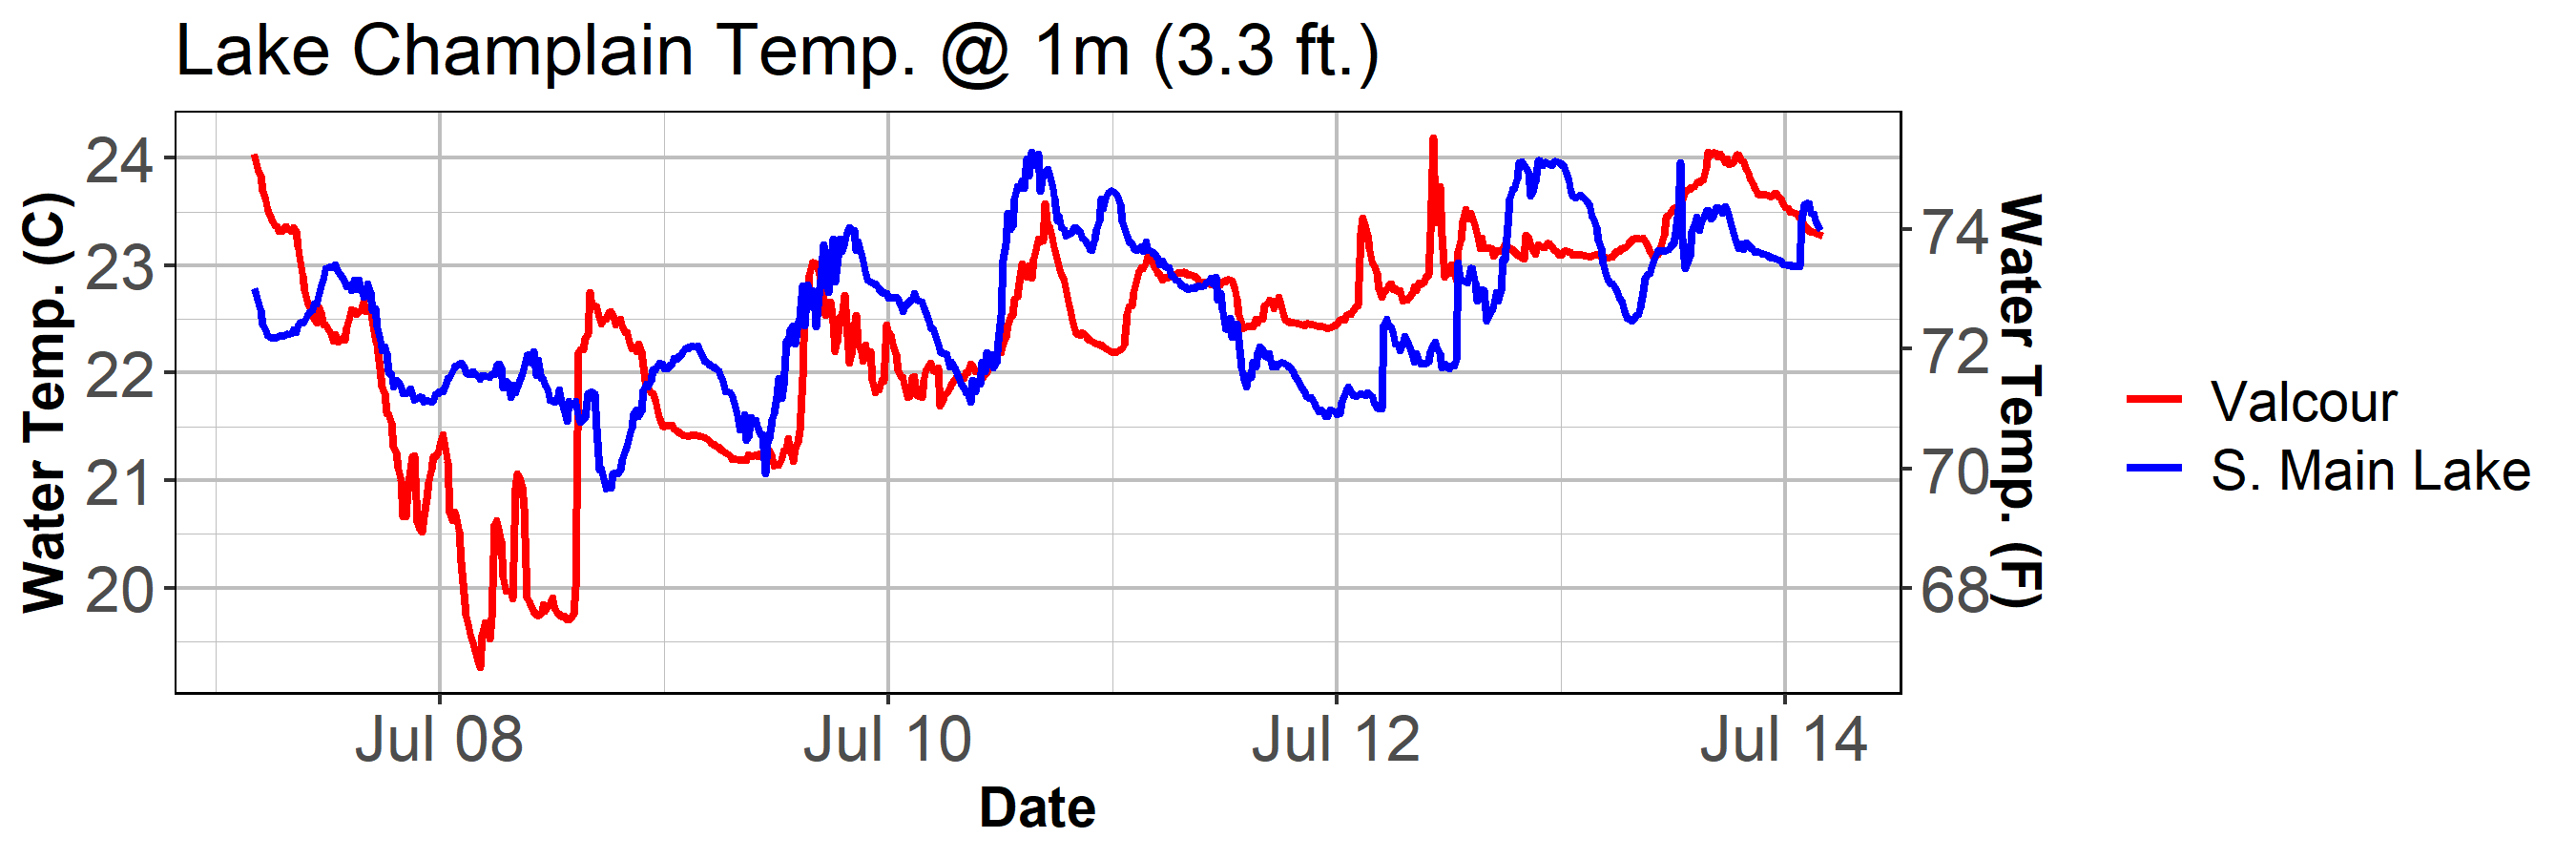 Lake Champlain Temp. @ 1m (3.3 ft.)
Water Temp. (C)
24
23
22
21
20
Jul 08
Jul 10
Jul 12
Jul 14
Date
74
72
70
68
Water Temp. (F)
Valcour
S. Main Lake